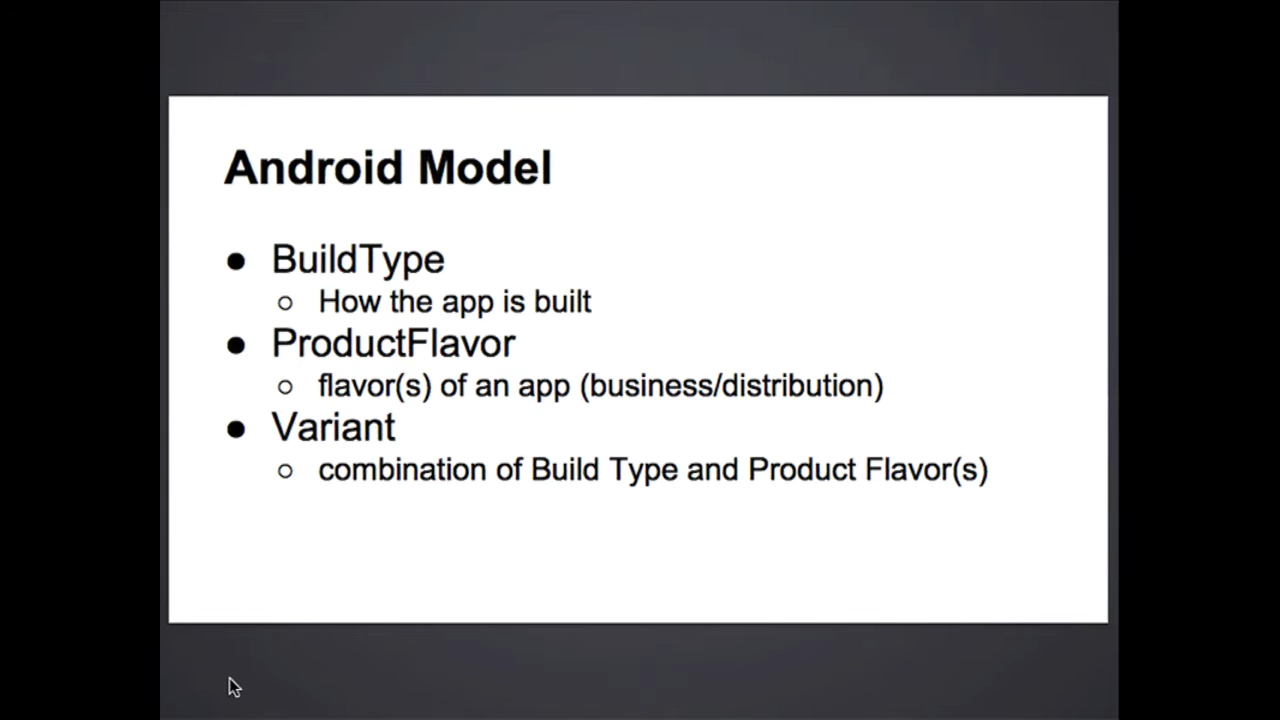 Android Model
● BuildType
○ How the app is built
● ProductFlavor
○ flavor(s) of an app (business/distribution)
● Variant
○ combination of Build Type and Product Flavor(s)